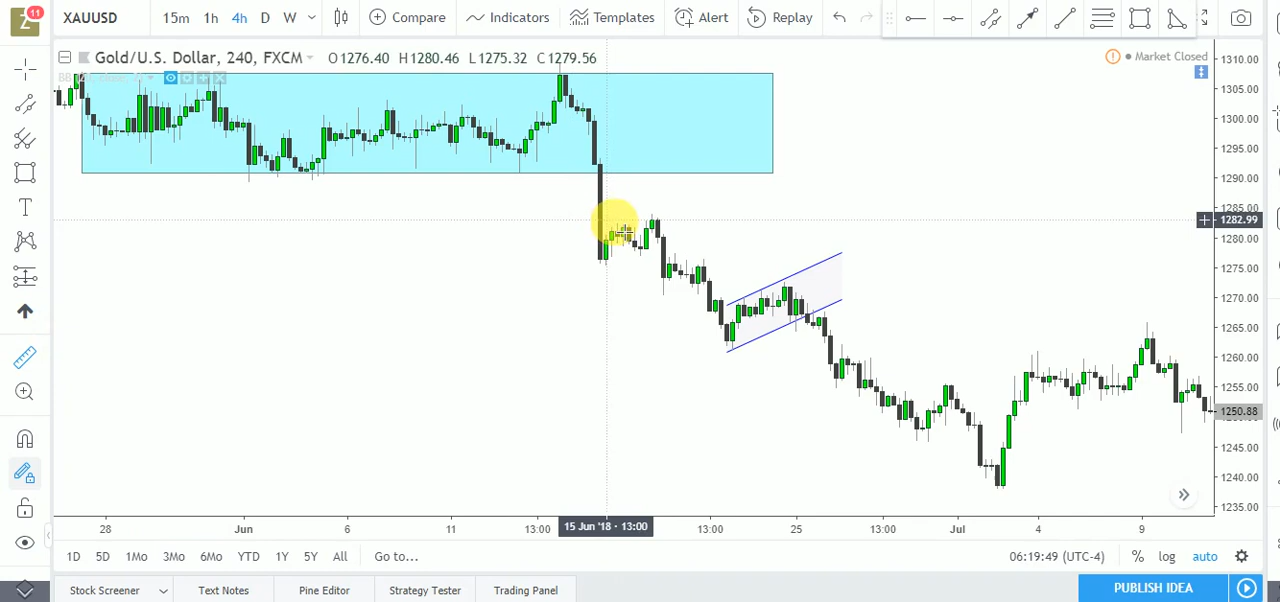 Z
11
XAUUSD 15m 1h 4h D W Compare Indicators Templates Alert Replay
Gold/U.S. Dollar, 240, FXCM O1276.40 H1280.46 L1275.32 C1279.56
Market Closed
1310.00
1305.00
1300.00
1295.00
1290.00
1285.00
1282.99
1280.00
1275.00
1270.00
1265.00
1260.00
1255.00
1250.88
1245.00
1240.00
1235.00
28 Jun 6 11 13:00 15 Jun '18 - 13:00 13:00 25 13:00 Jul 4 9
1D 5D 1Mo 3Mo 6Mo YTD 1Y 5Y All Go to... 06:19:49 (UTC-4) % log auto
Stock Screener Text Notes Pine Editor Strategy Tester Trading Panel PUBLISH IDEA